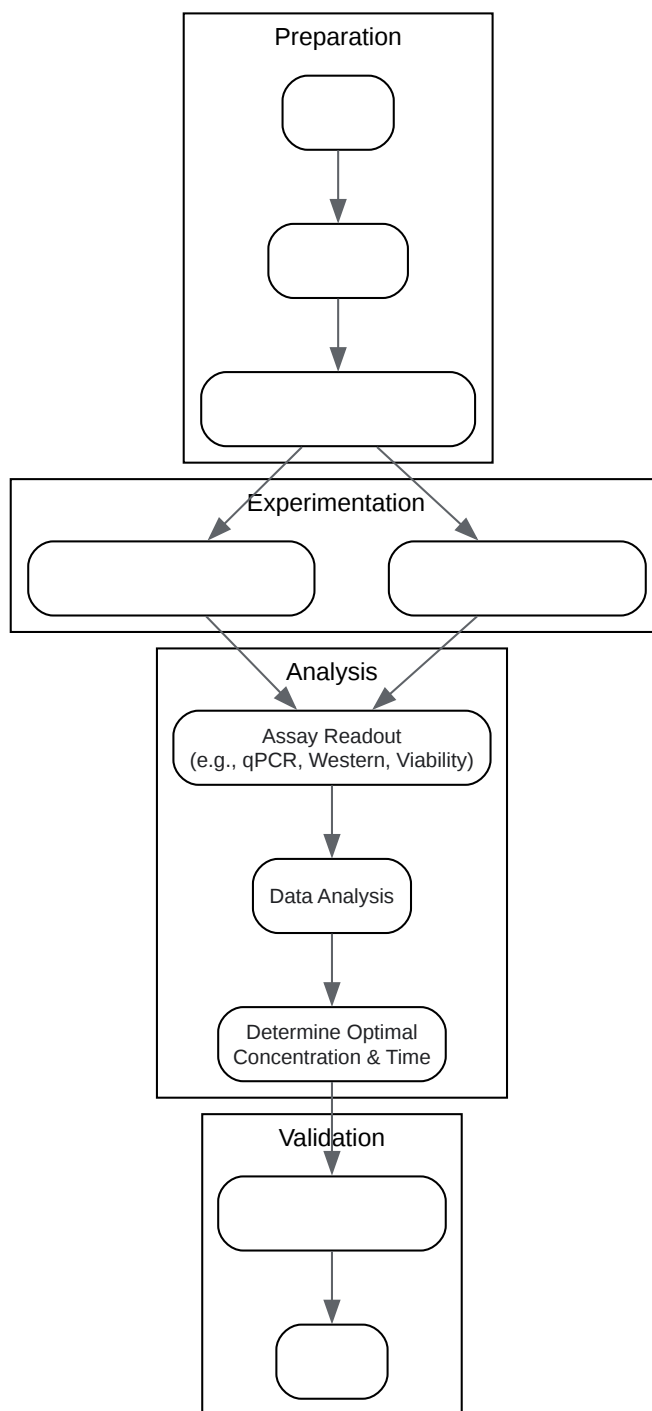 Preparation
Experimentation
Analysis
Assay Readout
(e.g., qPCR, Western, Viability)
Data Analysis
Determine Optimal
Concentration & Time
Validation